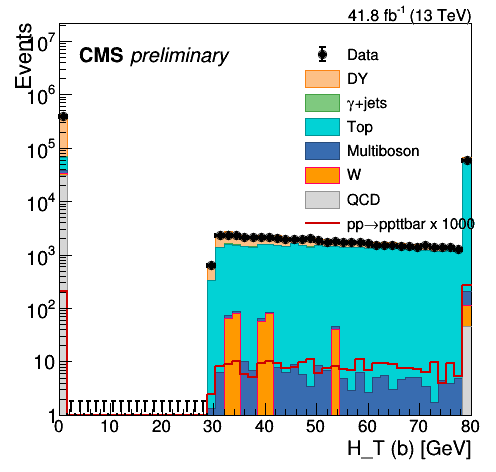 41.8 fb⁻¹ (13 TeV)
CMS preliminary
Events
10⁷
10⁶
10⁵
10⁴
10³
10²
10
1
Data
DY
γ+jets
Top
Multiboson
W
QCD
pp→ppttbar x 1000
0 10 20 30 40 50 60 70 80
H_T (b) [GeV]